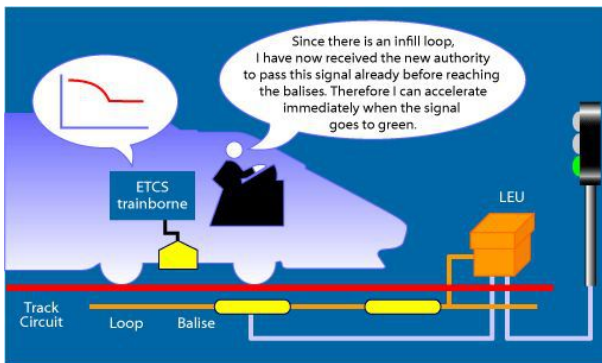 Since there is an infill loop,
I have now received the new authority
to pass this signal already before reaching
the balises. Therefore I can accelerate
immediately when the signal
goes to green.
ETCS
trainborne
LEU
Track
Circuit
Loop
Balise